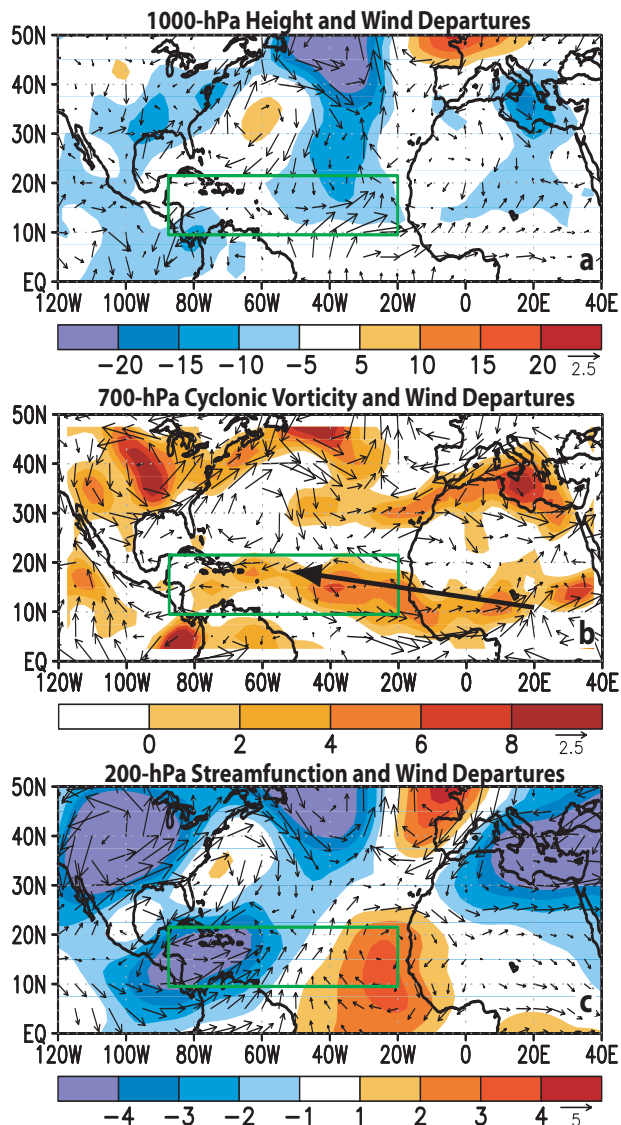 1000-hPa Height and Wind Departures
50N
40N
30N
20N
10N
EQ
a
120W 100W 80W 60W 40W 20W 0 20E 40E
−20 −15 −10 −5 5 10 15 20 2.5
700-hPa Cyclonic Vorticity and Wind Departures
50N
40N
30N
20N
10N
EQ
b
120W 100W 80W 60W 40W 20W 0 20E 40E
0 2 4 6 8 2.5
200-hPa Streamfunction and Wind Departures
50N
40N
30N
20N
10N
EQ
c
120W 100W 80W 60W 40W 20W 0 20E 40E
−4 −3 −2 −1 1 2 3 4 5